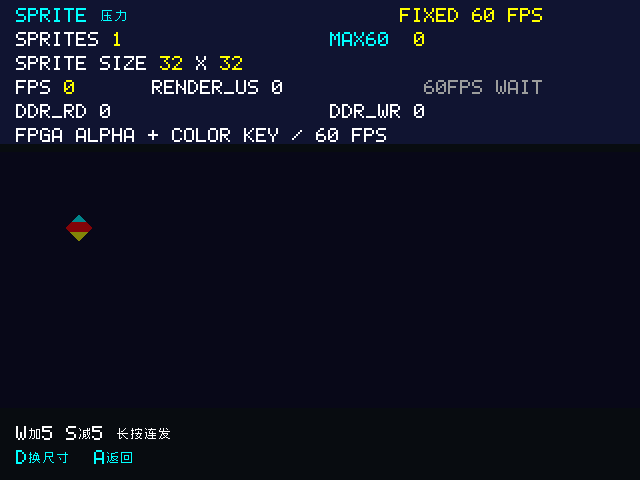 SPRITE 压力 FIXED 60 FPS
SPRITES 1 MAX60 0
SPRITE SIZE 32 X 32
FPS 0 RENDER_US 0 60FPS WAIT
DDR_RD 0 DDR_WR 0
FPGA ALPHA + COLOR KEY / 60 FPS
W加5 S减5 长按连发
D换尺寸 A返回